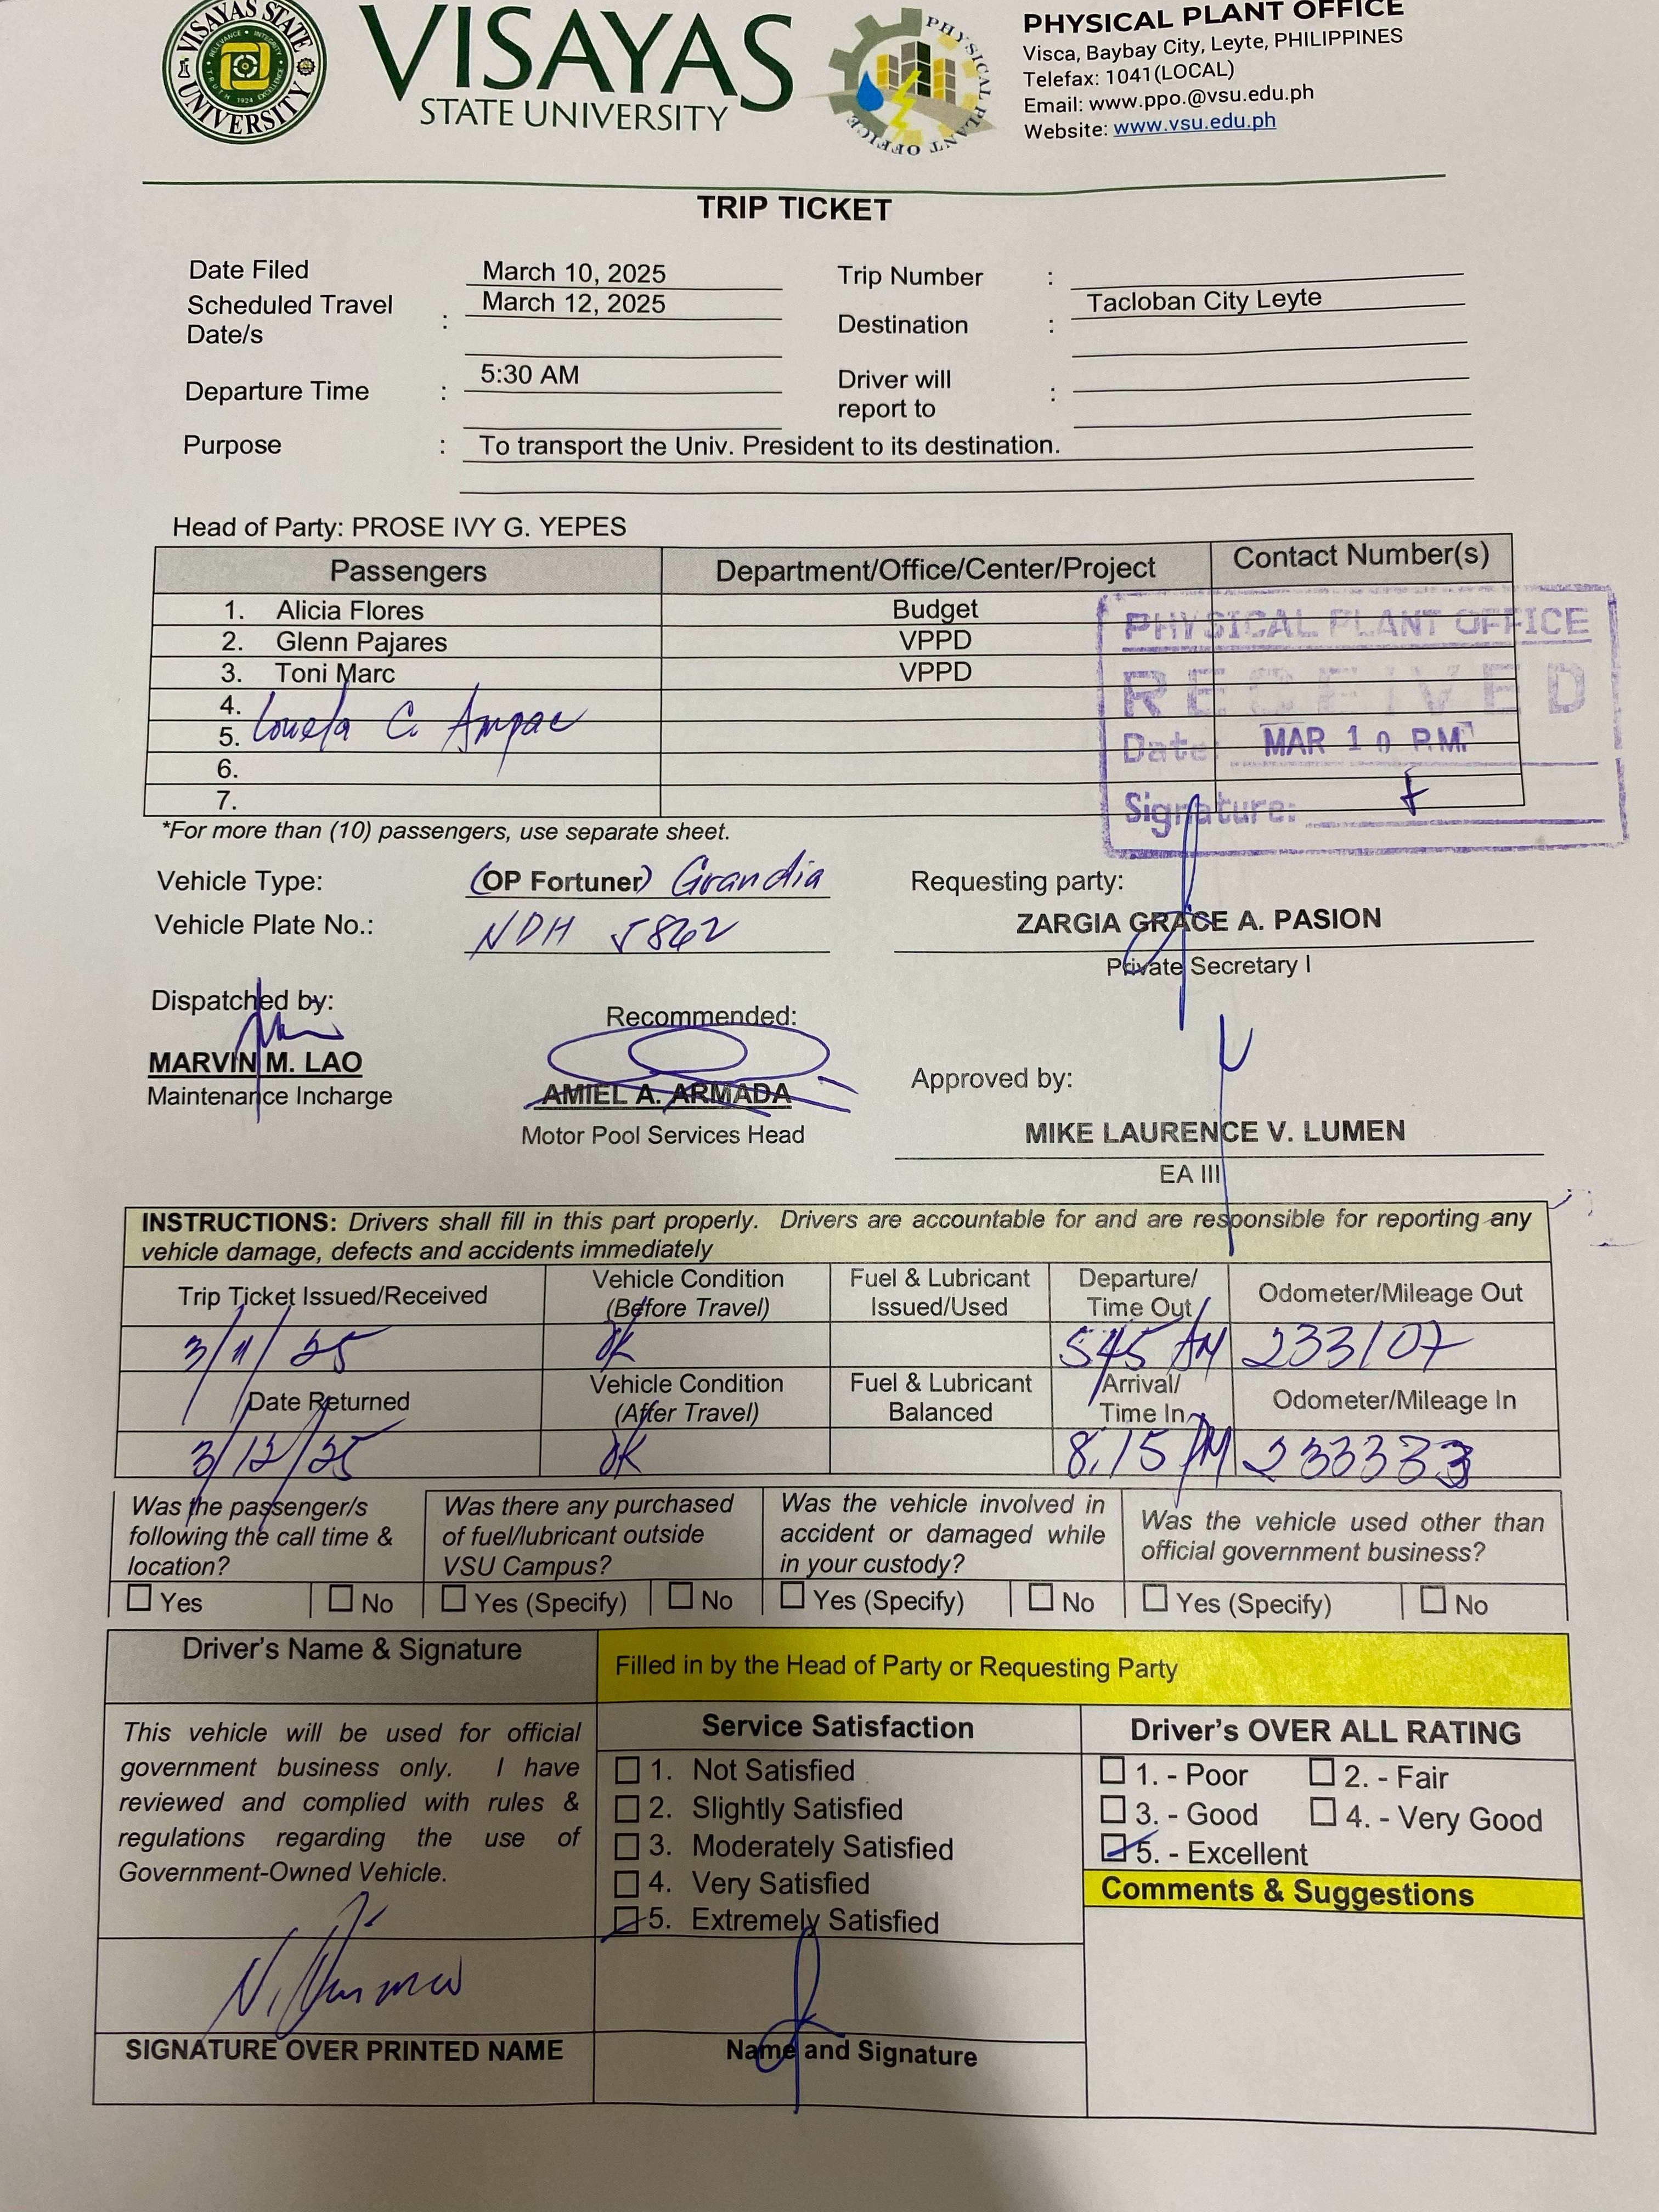 VISAYAS STATE UNIVERSITY
RELEVANCE • INTEGRITY
TRUTH 1924 EXCELLENCE
VISAYAS
STATE UNIVERSITY
PHYSICAL PLANT OFFICE
PHYSICAL PLANT OFFICE
Visca, Baybay City, Leyte, PHILIPPINES
Telefax: 1041(LOCAL)
Email: www.ppo.@vsu.edu.ph
Website: www.vsu.edu.ph
TRIP TICKET
Date Filed March 10, 2025 Trip Number :
Scheduled Travel Date/s : March 12, 2025 Destination : Tacloban City Leyte
Departure Time : 5:30 AM Driver will report to :
Purpose : To transport the Univ. President to its destination.
Head of Party: PROSE IVY G. YEPES
Passengers Department/Office/Center/Project Contact Number(s)
1. Alicia Flores Budget
2. Glenn Pajares VPPD
3. Toni Marc VPPD
4.
5. C. Ampac
6.
7.
PHYSICAL PLANT OFFICE
RECEIVED
Date: MAR 10 P.M.
Signature:
*For more than (10) passengers, use separate sheet.
Vehicle Type: (OP Fortuner) Grandia
Vehicle Plate No.: NDH 5862
Requesting party:
ZARGIA GRACE A. PASION
Private Secretary I
Dispatched by:
MARVIN M. LAO
Maintenance Incharge
Recommended:
AMIEL A. ARMADA
Motor Pool Services Head
Approved by:
MIKE LAURENCE V. LUMEN
EA III
INSTRUCTIONS: Drivers shall fill in this part properly. Drivers are accountable for and are responsible for reporting any
vehicle damage, defects and accidents immediately
Trip Ticket Issued/Received Vehicle Condition (Before Travel) Fuel & Lubricant Issued/Used Departure/ Time Out Odometer/Mileage Out
3/11/25 OK 545 AM 233107
Date Returned Vehicle Condition (After Travel) Fuel & Lubricant Balanced Arrival/ Time In Odometer/Mileage In
3/12/25 OK 8:15 PM 233333
Was the passenger/s following the call time & location?
Yes No
Was there any purchased of fuel/lubricant outside VSU Campus?
Yes (Specify) No
Was the vehicle involved in accident or damaged while in your custody?
Yes (Specify) No
Was the vehicle used other than official government business?
Yes (Specify) No
Driver's Name & Signature
Filled in by the Head of Party or Requesting Party
This vehicle will be used for official
government business only. I have
reviewed and complied with rules &
regulations regarding the use of
Government-Owned Vehicle.
SIGNATURE OVER PRINTED NAME
Service Satisfaction
1. Not Satisfied
2. Slightly Satisfied
3. Moderately Satisfied
4. Very Satisfied
5. Extremely Satisfied
Name and Signature
Driver's OVER ALL RATING
1. - Poor 2. - Fair
3. - Good 4. - Very Good
5. - Excellent
Comments & Suggestions